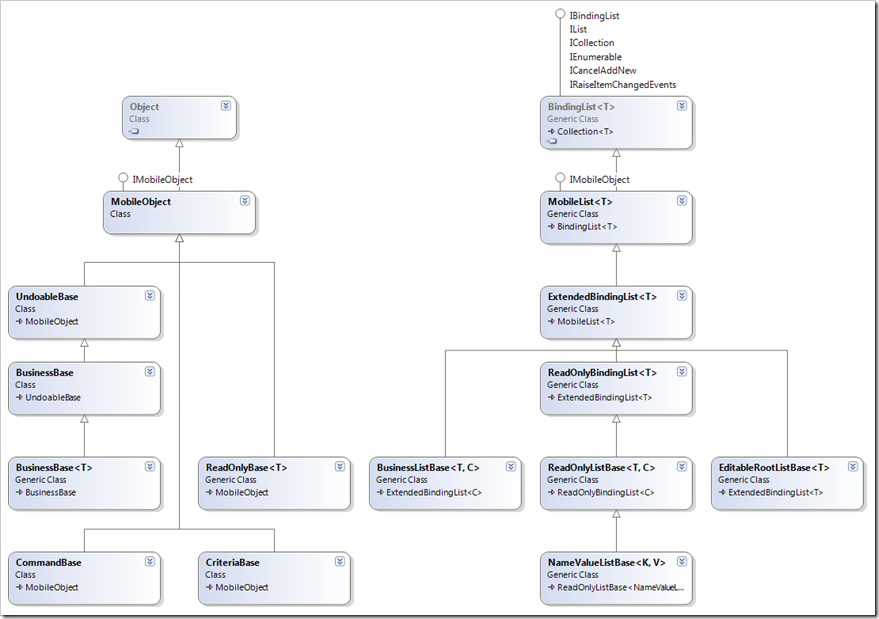 IBindingList
IList
ICollection
IEnumerable
ICancelAddNew
IRaiseItemChangedEvents
Object
Class
BindingList<T>
Generic Class
Collection<T>
IMobileObject
MobileObject
Class
IMobileObject
MobileList<T>
Generic Class
BindingList<T>
UndoableBase
Class
MobileObject
ExtendedBindingList<T>
Generic Class
MobileList<T>
BusinessBase
Class
UndoableBase
ReadOnlyBindingList<T>
Generic Class
ExtendedBindingList<T>
BusinessBase<T>
Generic Class
BusinessBase
ReadOnlyBase<T>
Generic Class
MobileObject
BusinessListBase<T, C>
Generic Class
ExtendedBindingList<C>
ReadOnlyListBase<T, C>
Generic Class
ReadOnlyBindingList<C>
EditableRootListBase<T>
Generic Class
ExtendedBindingList<T>
CommandBase
Class
MobileObject
CriteriaBase
Class
MobileObject
NameValueListBase<K, V>
Generic Class
ReadOnlyListBase<NameValueL...